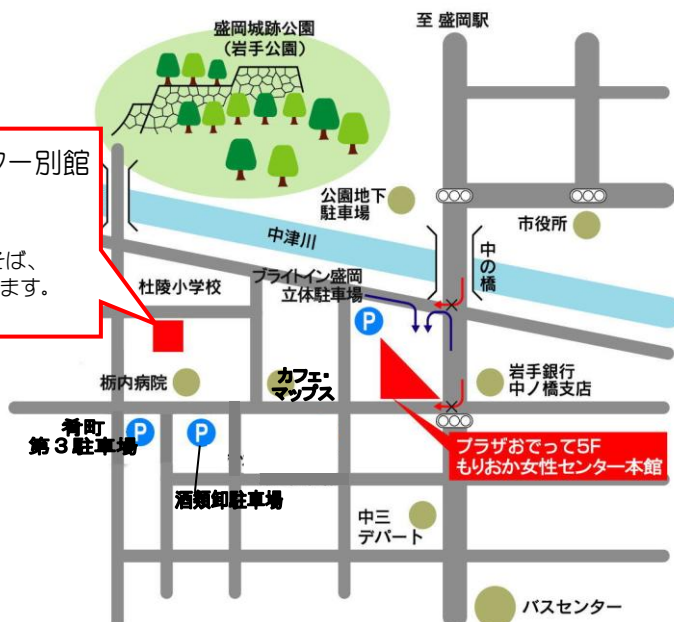 至 盛岡駅
盛岡城跡公園
(岩手公園)
ター別館
そば、
ます。
公園地下
駐車場
市役所
中津川
中の橋
杜陵小学校
ブライトイン盛岡
立体駐車場
P
栃内病院
カフェ・
マップス
岩手銀行
中ノ橋支店
肴町
第3駐車場
P
P
酒類卸駐車場
プラザおでって5F
もりおか女性センター本館
中三
デパート
バスセンター